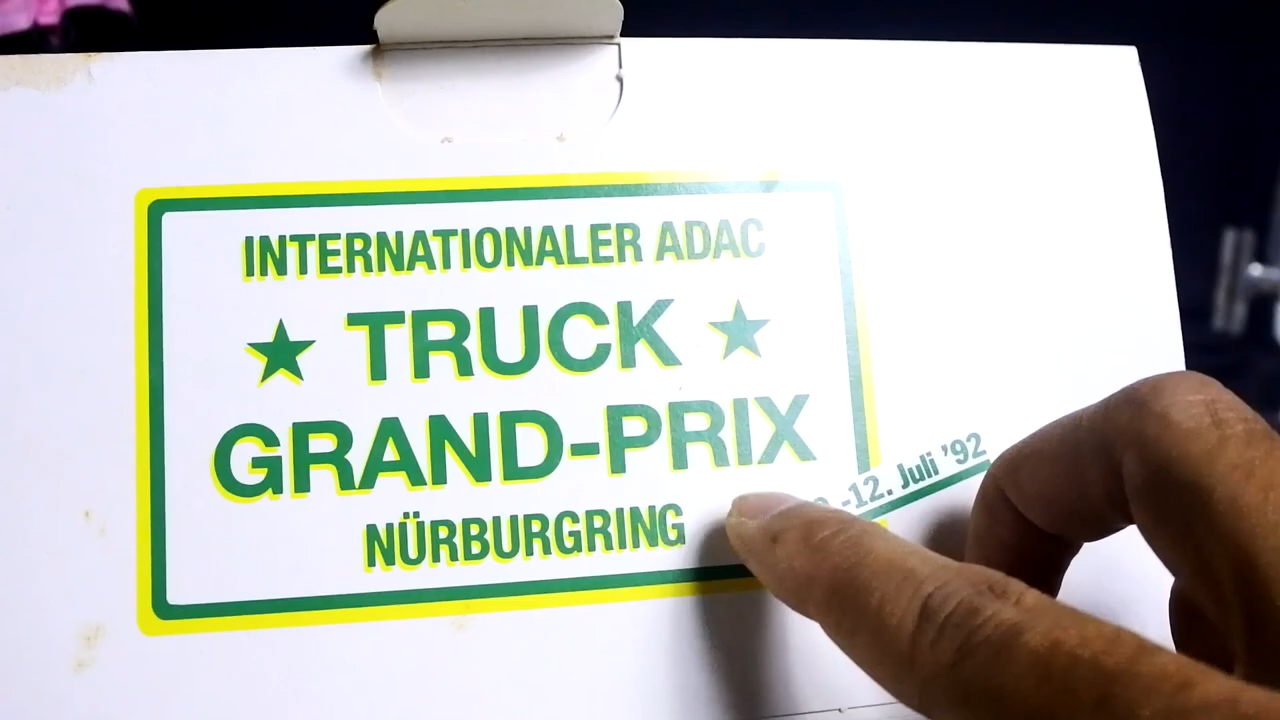 INTERNATIONALER ADAC
★ TRUCK ★
GRAND-PRIX
NÜRBURGRING
-12. Juli '92